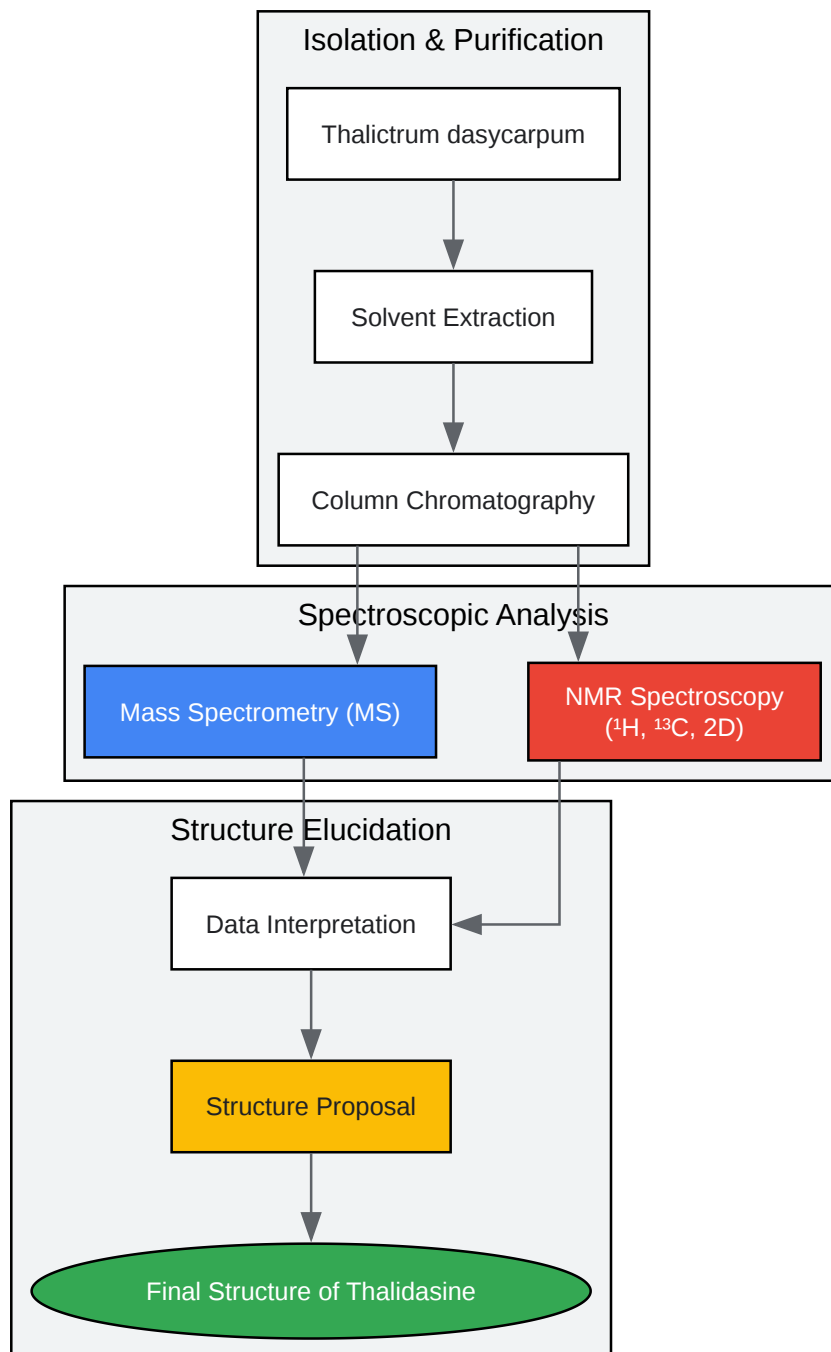 Isolation & Purification
Thalictrum dasycarpum
Solvent Extraction
Column Chromatography
Spectroscopic Analysis
Mass Spectrometry (MS)
NMR Spectroscopy
(¹H, ¹³C, 2D)
Structure Elucidation
Data Interpretation
Structure Proposal
Final Structure of Thalidasine